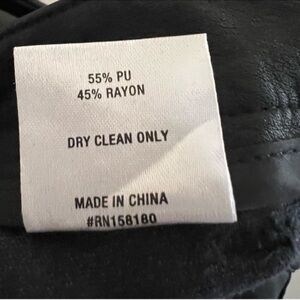 55% PU
45% RAYON
DRY CLEAN ONLY
MADE IN CHINA
#RN158180